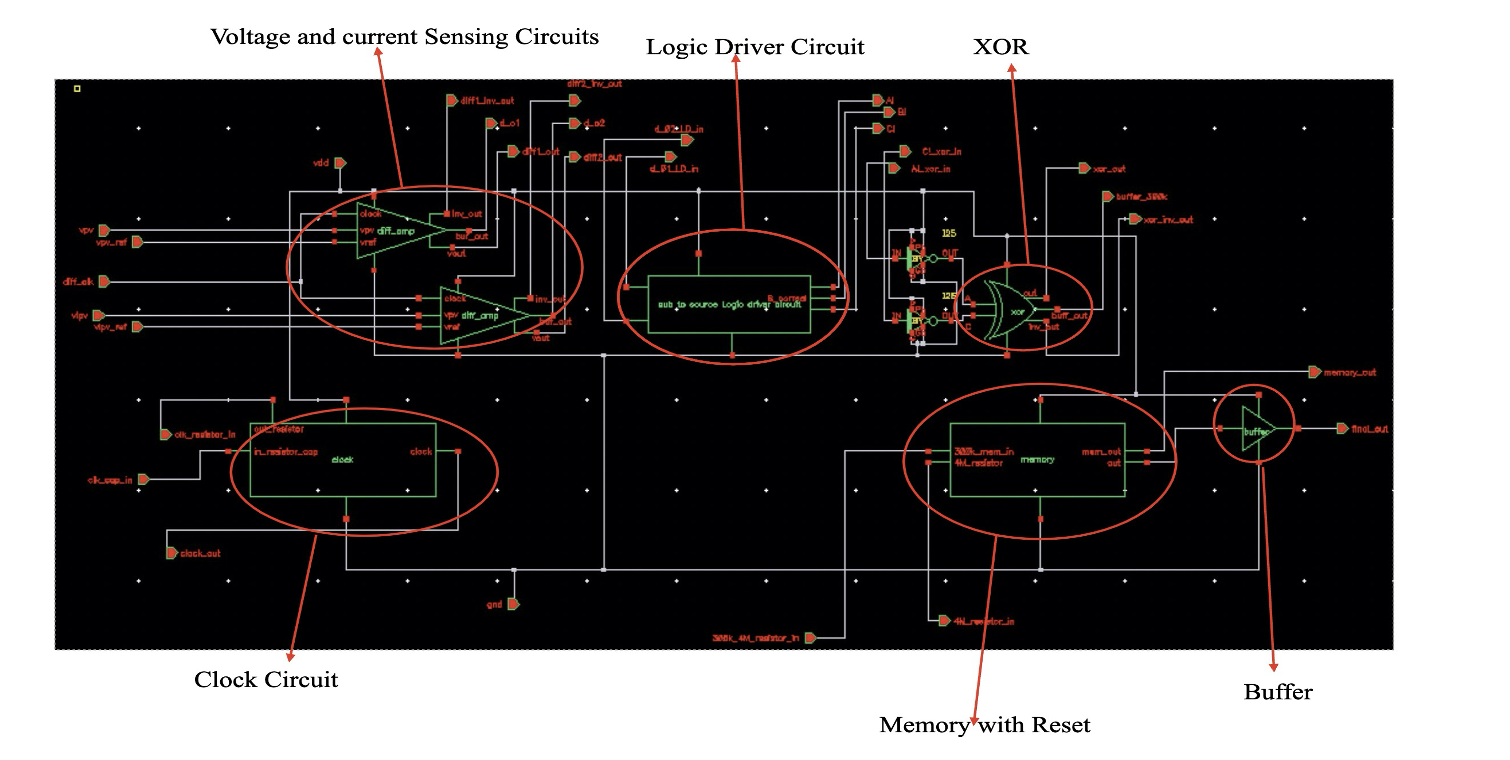 Voltage and current Sensing Circuits
Logic Driver Circuit
XOR
diff2_inv_out
diff1_inv_out
AI
BI
d_o1
d_o2
CI
d_02_LD_in
vdd
diff1_out
diff2_out
d_01_LD_in
CI_xor_in
AI_xor_in
xor_out
buffer_300k
xor_inv_out
clock
inv_out
vpv
vpv
diff_amp
buf_out
vpv_ref
vref
vout
125
IN
OUT
diff_clk
clock
inv_out
sub to source Logic driver circuit
125
out
A
vipv
vpv
diff_amp
buf_out
IN
OUT
xor
buff_out
vipv_ref
vref
vout
inv_out
memory_out
out_resistor
clk_resistor_in
buffer
final_out
in_resistor_cap
clock
clock
300k_mem_in
mem_out
4M_resistor
memory
out
clk_cap_in
clock_out
gnd
4M_resistor_in
300k_4M_resistor_in
Clock Circuit
Buffer
Memory with Reset